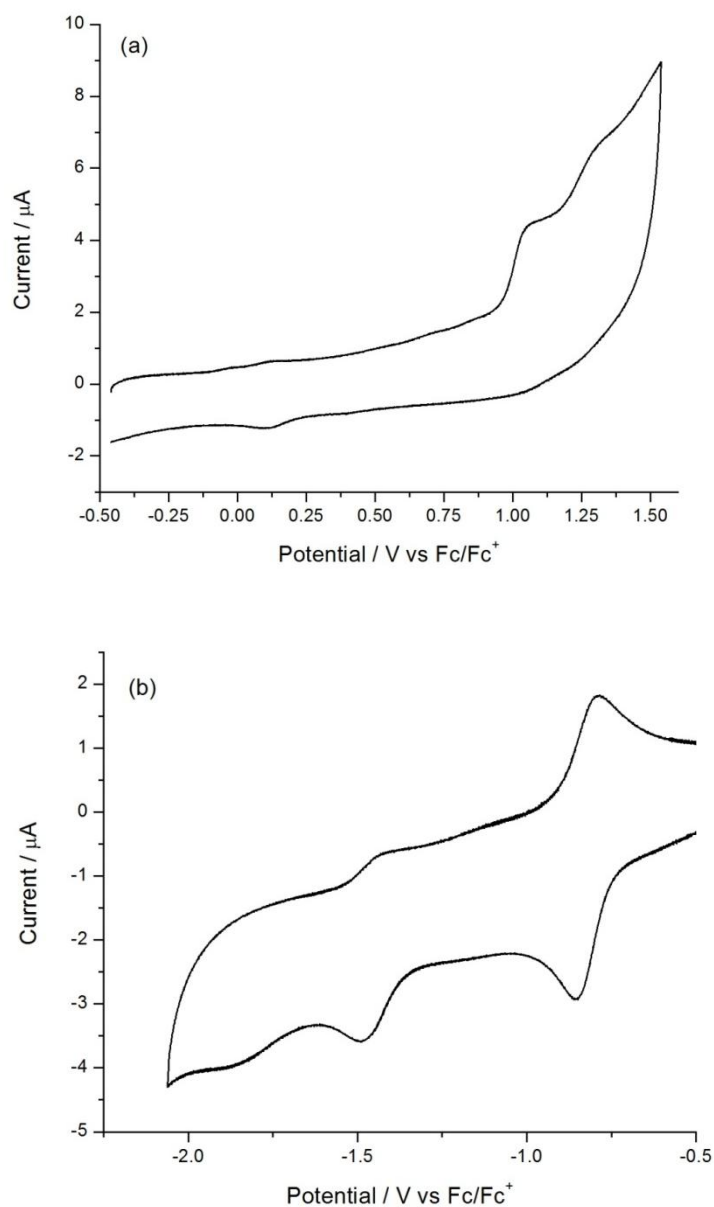 (a)
10
8
6
4
2
0
-2
Current / μA
-0.50 -0.25 0.00 0.25 0.50 0.75 1.00 1.25 1.50
Potential / V vs Fc/Fc⁺
(b)
2
1
0
-1
-2
-3
-4
-5
Current / μA
-2.0 -1.5 -1.0 -0.5
Potential / V vs Fc/Fc⁺